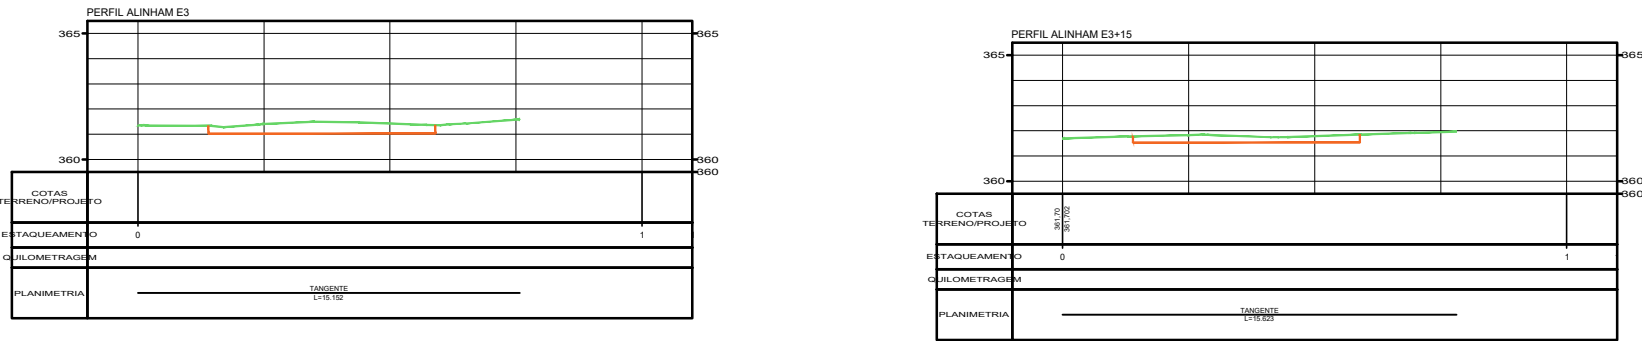 PERFIL ALINHAM E3
365
365
360
360
360
COTAS
TERRENO/PROJETO
ESTAQUEAMENTO
0
1
QUILOMETRAGEM
PLANIMETRIA
TANGENTE
L=15.152
PERFIL ALINHAM E3+15
365
365
360
360
360
COTAS
TERRENO/PROJETO
361.70
361.702
ESTAQUEAMENTO
0
1
QUILOMETRAGEM
PLANIMETRIA
TANGENTE
L=15.623